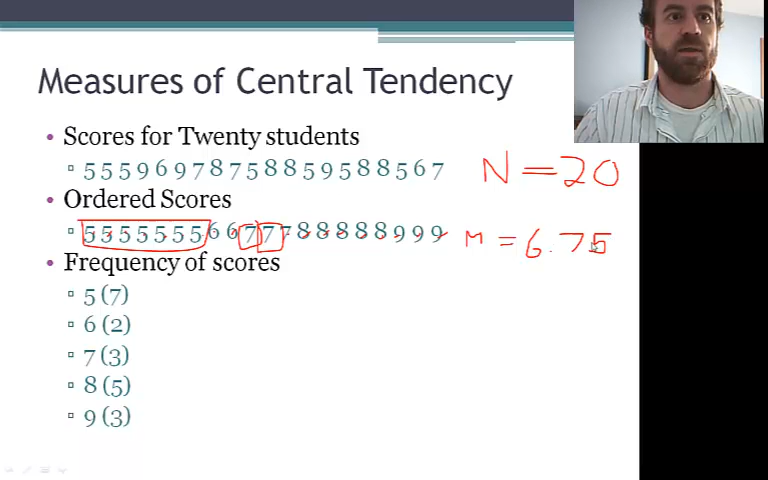 Measures of Central Tendency
• Scores for Twenty students
▫ 5 5 5 9 6 9 7 8 7 5 8 8 5 9 5 8 8 5 6 7
N = 20
• Ordered Scores
▫ 5 5 5 5 5 5 5 6 6 7 7 7 8 8 8 8 8 9 9 9
M = 6.75
• Frequency of scores
▫ 5 (7)
▫ 6 (2)
▫ 7 (3)
▫ 8 (5)
▫ 9 (3)